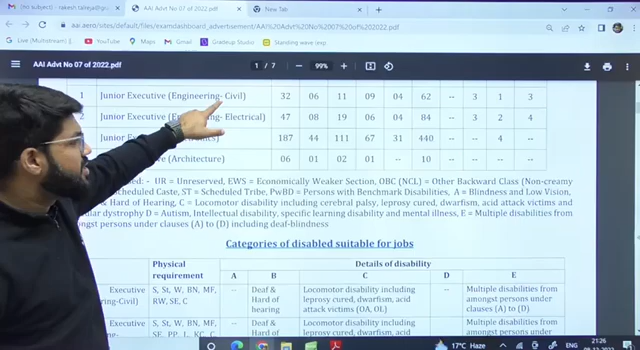 (no subject) - rakesh.talreja@gm
AAI Advt No 07 of 2022.pdf
New Tab
aai.aero/sites/default/files/examdashboard_advertisement/AAI%20Advt%20No%2007%20of%202022.pdf
Live (Multistream)
YouTube
Maps
Gmail
Gradeup Studio
Standing wave (exp
AAI Advt No 07 of 2022.pdf
1 / 7
99%
1 Junior Executive (Engineering- Civil) 32 06 11 09 04 62 -- 3 1 3
2 Junior Executive Electrical) 47 08 19 06 04 84 -- 3 2 4
187 44 111 67 31 440 -- -- 4 --
(Architecture) 06 01 02 01 -- 10 -- -- --
used: - UR = Unreserved, EWS = Economically Weaker Section, OBC (NCL) = Other Backward Class (Non-creamy
Scheduled Caste, ST = Scheduled Tribe, PwBD = Persons with Benchmark Disabilities, A = Blindness and Low Vision,
& Hard of Hearing, C = Locomotor disability including cerebral palsy, leprosy cured, dwarfism, acid attack victims and
dystrophy D = Autism, Intellectual disability, specific learning disability and mental illness, E = Multiple disabilities from
amongst persons under clauses (A) to (D) including deaf-blindness
Categories of disabled suitable for jobs
Physical requirement
Details of disability
A B C D E
Executive
ring-Civil)
S, St, W, BN, MF, RW, SE, C
--
Deaf & Hard of hearing
Locomotor disability including leprosy cured, dwarfism, acid attack victims (OA, OL)
--
Multiple disabilities from amongst persons under clauses (A) to (D)
Executive
S, St, W, BN, MF,
SE, PP, L, KC, C
Deaf &
Hard of
Locomotor disability including
leprosy cured, dwarfism, acid
Multiple disabilities from
amongst persons under
17°C Haze
ENG
21:26